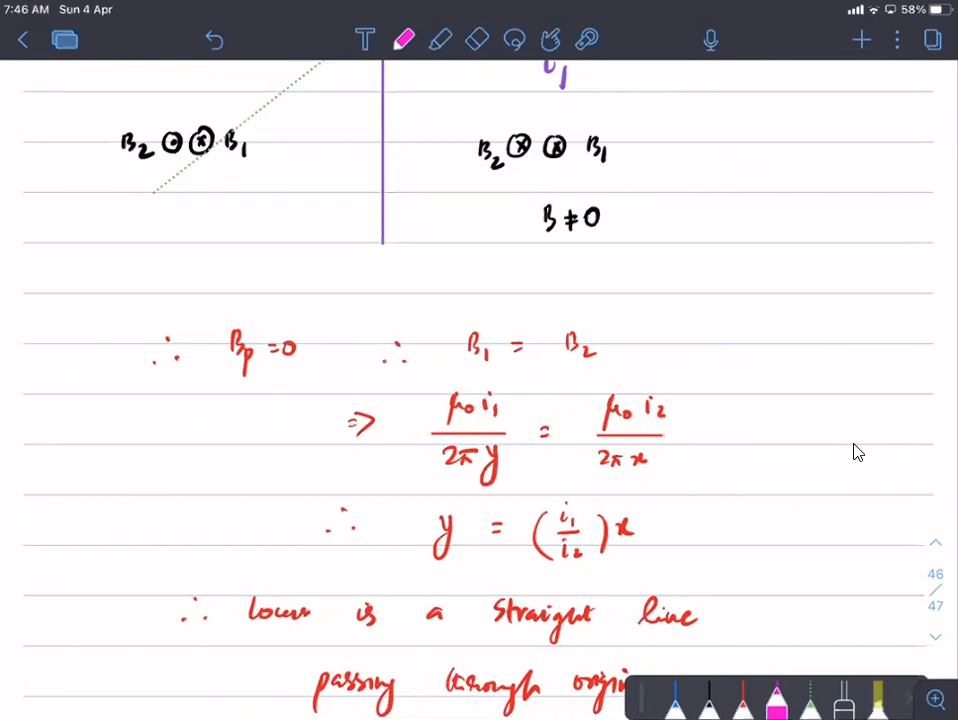 7:46 AM Sun 4 Apr 58%
T
i₁
B₂ ⊙ ⊗ B₁ B₂ ⊗ ⊗ B₁
B ≠ 0
∴ Bₚ = 0 ∴ B₁ = B₂
⇒ μ₀ i₁ / 2π y = μ₀ i₂ / 2π x
∴ y = (i₁/i₂) x
46
/
47
∴ locus is a straight line
passing through origin